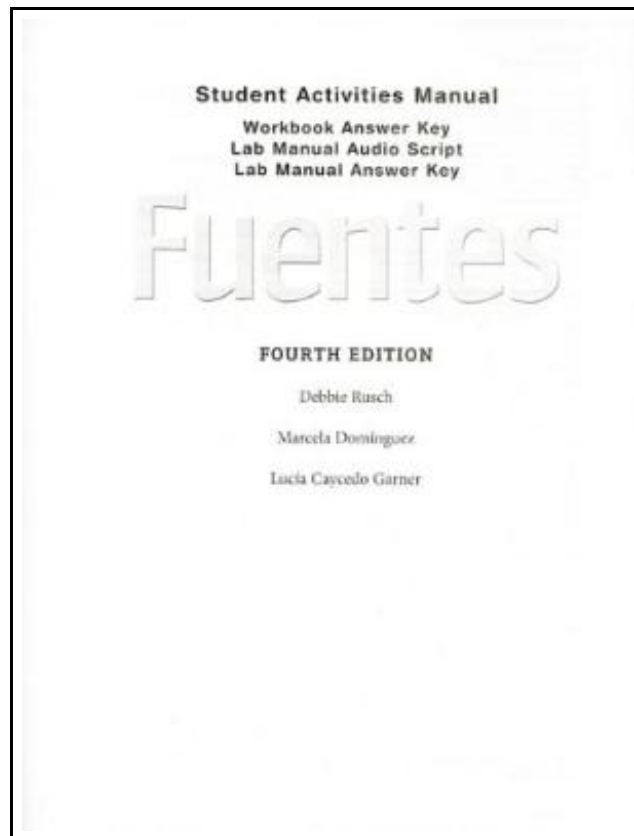 Student Activities Manual
Workbook Answer Key
Lab Manual Audio Script
Lab Manual Answer Key
Fuentes
FOURTH EDITION
Debbie Rusch
Marcela Domínguez
Lucía Caycedo Garner